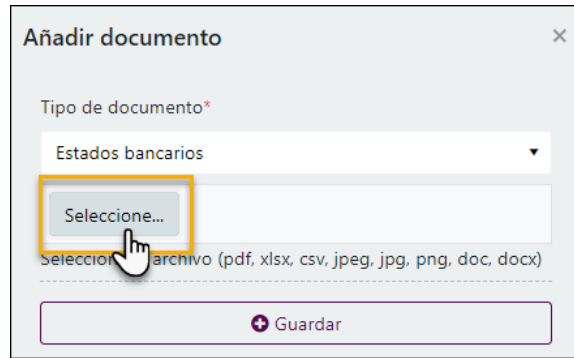 Añadir documento
Tipo de documento*
Estados bancarios
Seleccione...
archivo (pdf, xlsx, csv, jpeg, jpg, png, doc, docx)
Guardar